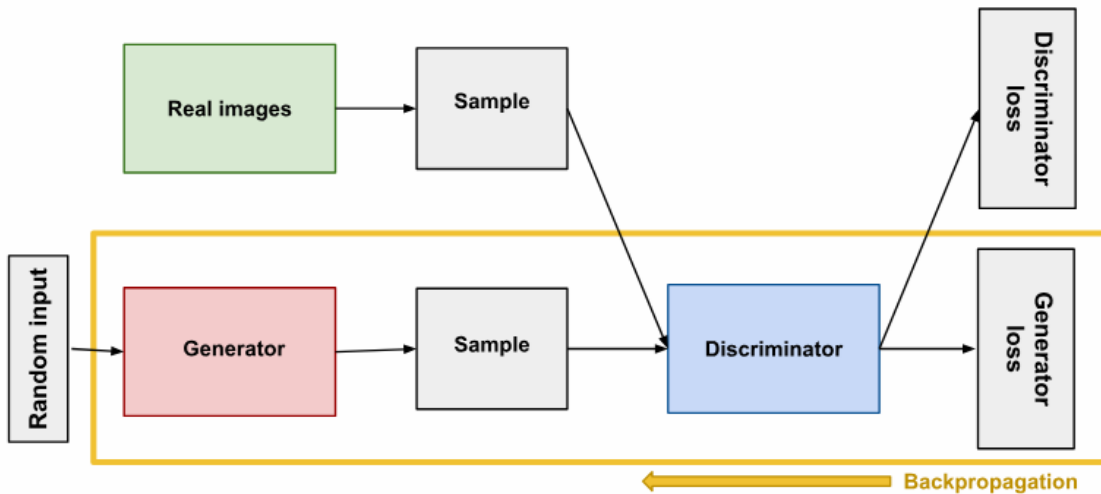 Real images
Sample
Discriminator
loss
Random input
Generator
Sample
Discriminator
Generator
loss
Backpropagation